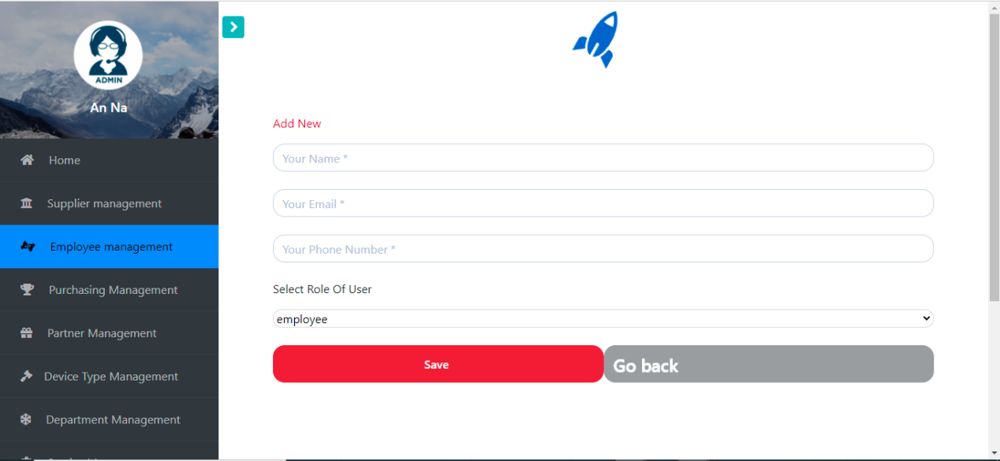 ADMIN
An Na
Home
Supplier management
Employee management
Purchasing Management
Partner Management
Device Type Management
Department Management
Add New
Your Name *
Your Email *
Your Phone Number *
Select Role Of User
employee
Save
Go back